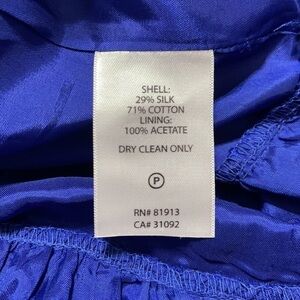 SHELL:
29% SILK
71% COTTON
LINING:
100% ACETATE
DRY CLEAN ONLY
P
RN# 81913
CA# 31092